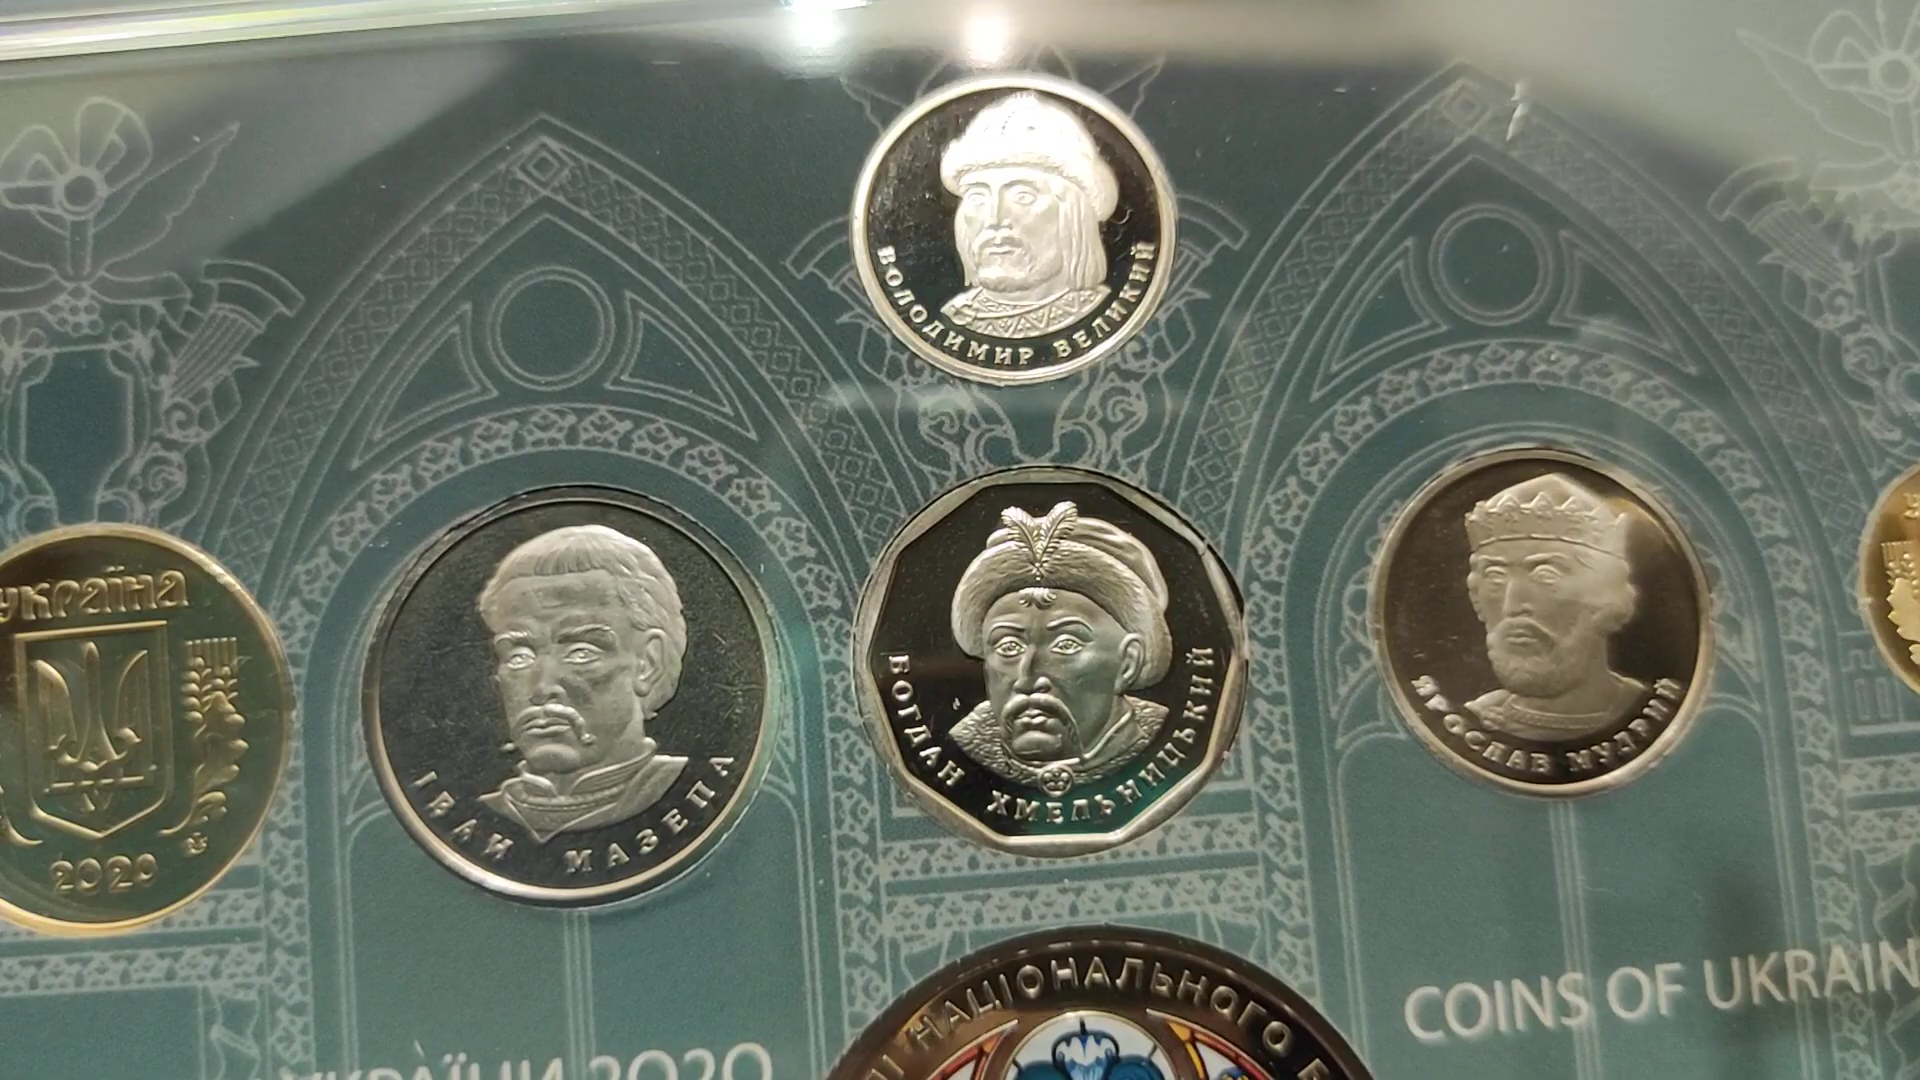 ВОЛОДИМИР ВЕЛИКИЙ
УКРАЇНА
2020
ІВАН МАЗЕПА
БОГДАН ХМЕЛЬНИЦЬКИЙ
ЯРОСЛАВ МУДРИЙ
НАЦІОНАЛЬНОГО
COINS OF UKRAIN
УКРАЇНИ 2020